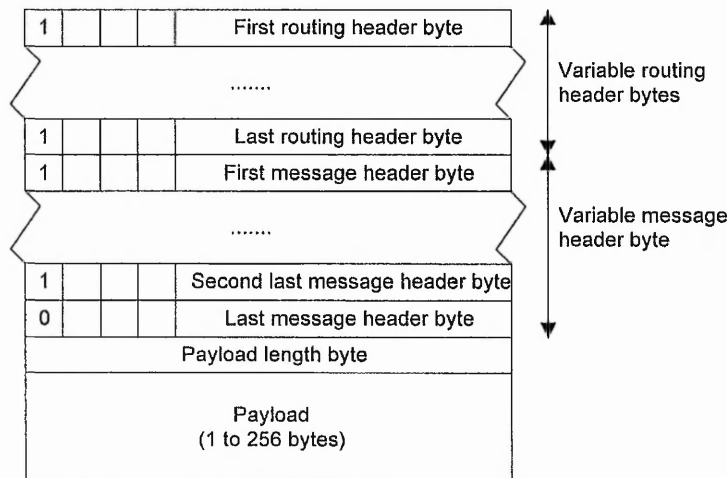 1 First routing header byte
.......
Variable routing
header bytes
1 Last routing header byte
1 First message header byte
.......
Variable message
header byte
1 Second last message header byte
0 Last message header byte
Payload length byte
Payload
(1 to 256 bytes)